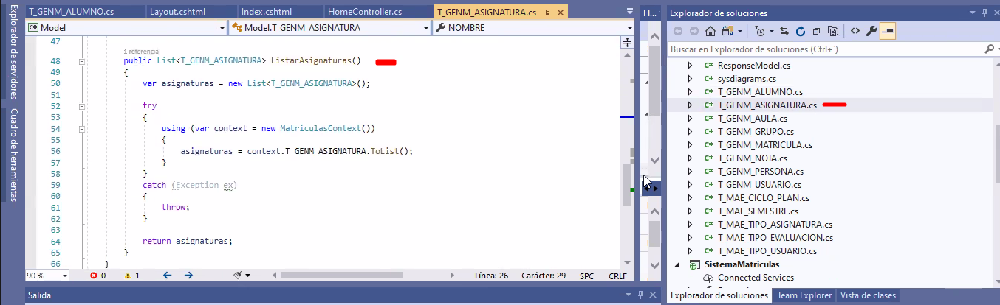 Explorador de servidores
Cuadro de herramientas
T_GENM_ALUMNO.cs
Layout.cshtml
Index.cshtml
HomeController.cs
T_GENM_ASIGNATURA.cs
Model
Model.T_GENM_ASIGNATURA
NOMBRE
47
1 referencia
48 public List<T_GENM_ASIGNATURA> ListarAsignaturas()
49 {
50 var asignaturas = new List<T_GENM_ASIGNATURA>();
51
52 try
53 {
54 using (var context = new MatriculasContext())
55 {
56 asignaturas = context.T_GENM_ASIGNATURA.ToList();
57 }
58 }
59 catch (Exception ex)
60 {
61 throw;
62 }
63
64 return asignaturas;
65 }
66 }
90 %
0
1
Línea: 26
Carácter: 29
SPC
CRLF
Salida
H...
Explorador de soluciones
Buscar en Explorador de soluciones (Ctrl+`)
C# ResponseModel.cs
C# sysdiagrams.cs
C# T_GENM_ALUMNO.cs
C# T_GENM_ASIGNATURA.cs
C# T_GENM_AULA.cs
C# T_GENM_GRUPO.cs
C# T_GENM_MATRICULA.cs
C# T_GENM_NOTA.cs
C# T_GENM_PERSONA.cs
C# T_GENM_USUARIO.cs
C# T_MAE_CICLO_PLAN.cs
C# T_MAE_SEMESTRE.cs
C# T_MAE_TIPO_ASIGNATURA.cs
C# T_MAE_TIPO_EVALUACION.cs
C# T_MAE_TIPO_USUARIO.cs
SistemaMatriculas
Connected Services
Explorador de soluciones
Team Explorer
Vista de clases